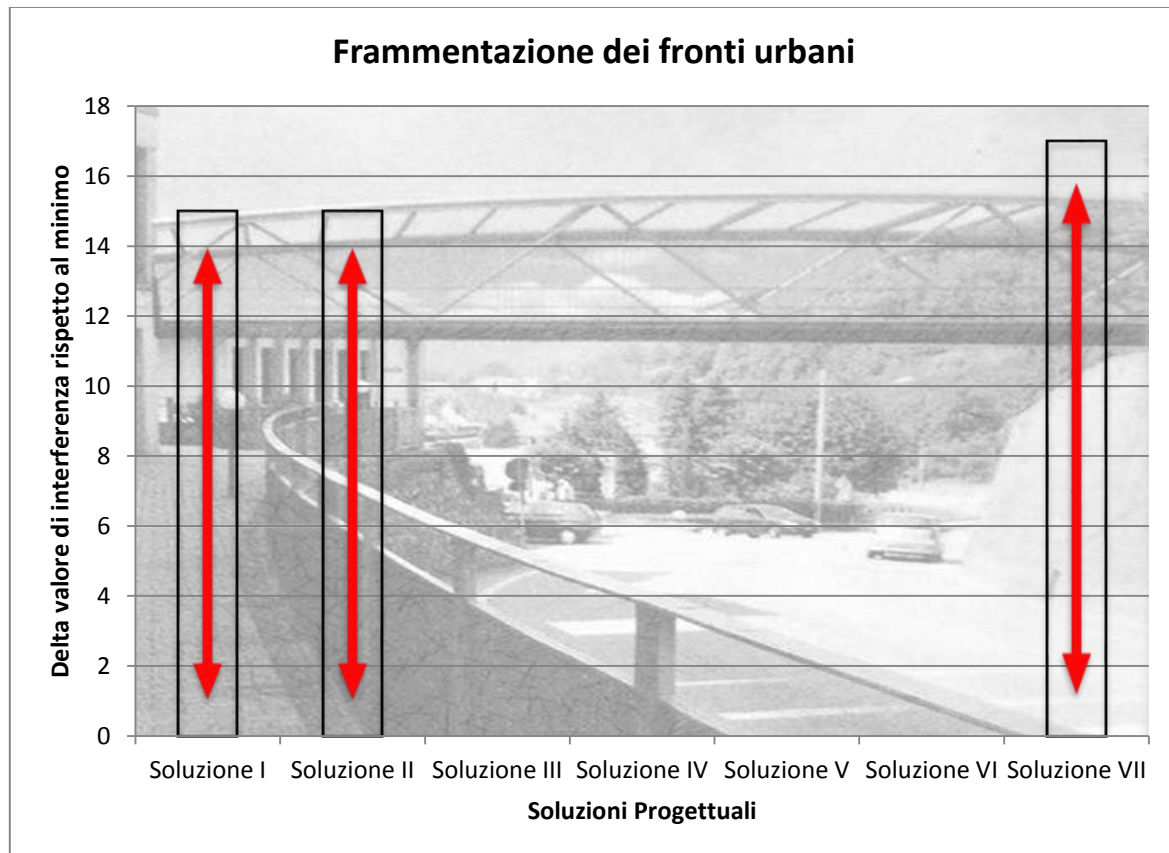 Frammentazione dei fronti urbani
Delta valore di interferenza rispetto al minimo
18
16
14
12
10
8
6
4
2
0
Soluzione I Soluzione II Soluzione III Soluzione IV Soluzione V Soluzione VI Soluzione VII
Soluzioni Progettuali